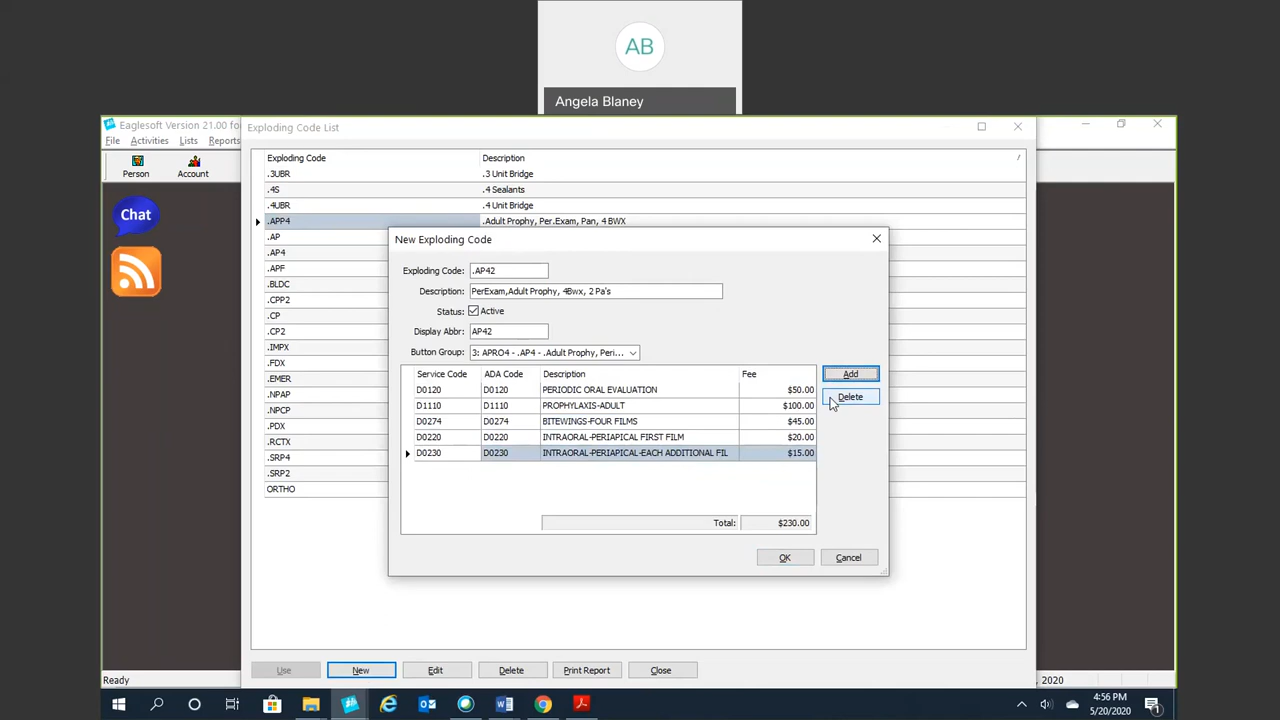 AB
Angela Blaney
Eaglesoft Version 21.00 fo
Exploding Code List
File Activities Lists Reports
Person
Account
Chat
Exploding Code Description /
.3UBR .3 Unit Bridge
.4S .4 Sealants
.4UBR .4 Unit Bridge
.APP4 .Adult Prophy, Per.Exam, Pan, 4 BWX
.AP
.AP4
.APF
.BLDC
.CPP2
.CP
.CP2
.IMPX
.FDX
.EMER
.NPAP
.NPCP
.PDX
.RCTX
.SRP4
.SRP2
ORTHO
New Exploding Code
Exploding Code: .AP42
Description: PerExam,Adult Prophy, 4Bwx, 2 Pa's
Status: Active
Display Abbr: AP42
Button Group: 3: APRO4 - .AP4 - .Adult Prophy, Peri...
Service Code ADA Code Description Fee
D0120 D0120 PERIODIC ORAL EVALUATION $50.00
D1110 D1110 PROPHYLAXIS-ADULT $100.00
D0274 D0274 BITEWINGS-FOUR FILMS $45.00
D0220 D0220 INTRAORAL-PERIAPICAL FIRST FILM $20.00
D0230 D0230 INTRAORAL-PERIAPICAL-EACH ADDITIONAL FIL $15.00
Total: $230.00
Add
Delete
OK Cancel
Use New Edit Delete Print Report Close
Ready
, 2020
4:56 PM
5/20/2020
1